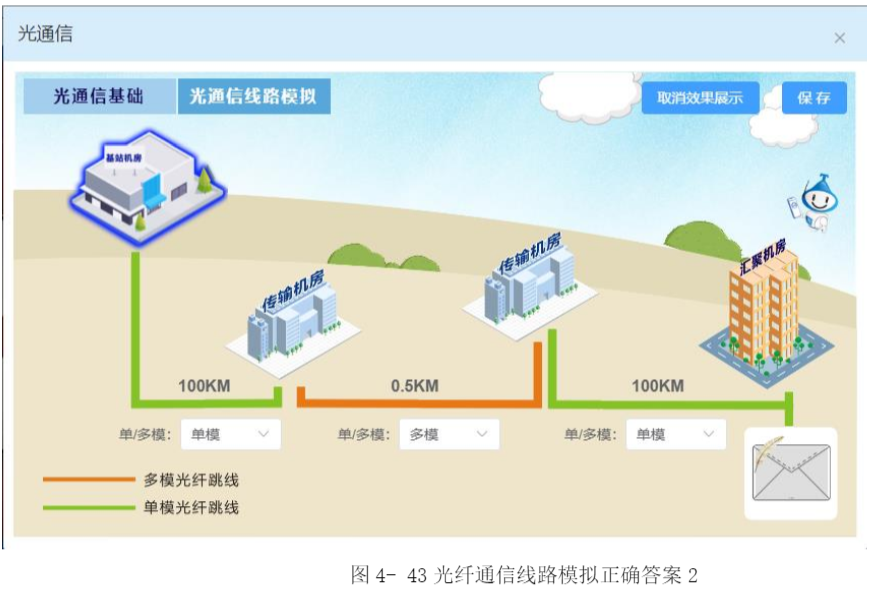 光通信
×
光通信基础 光通信线路模拟 取消效果展示 保存
基站机房
传输机房
传输机房
汇聚机房
100KM 0.5KM 100KM
单/多模: 单模 单/多模: 多模 单/多模: 单模
多模光纤跳线
单模光纤跳线
图 4- 43 光纤通信线路模拟正确答案 2